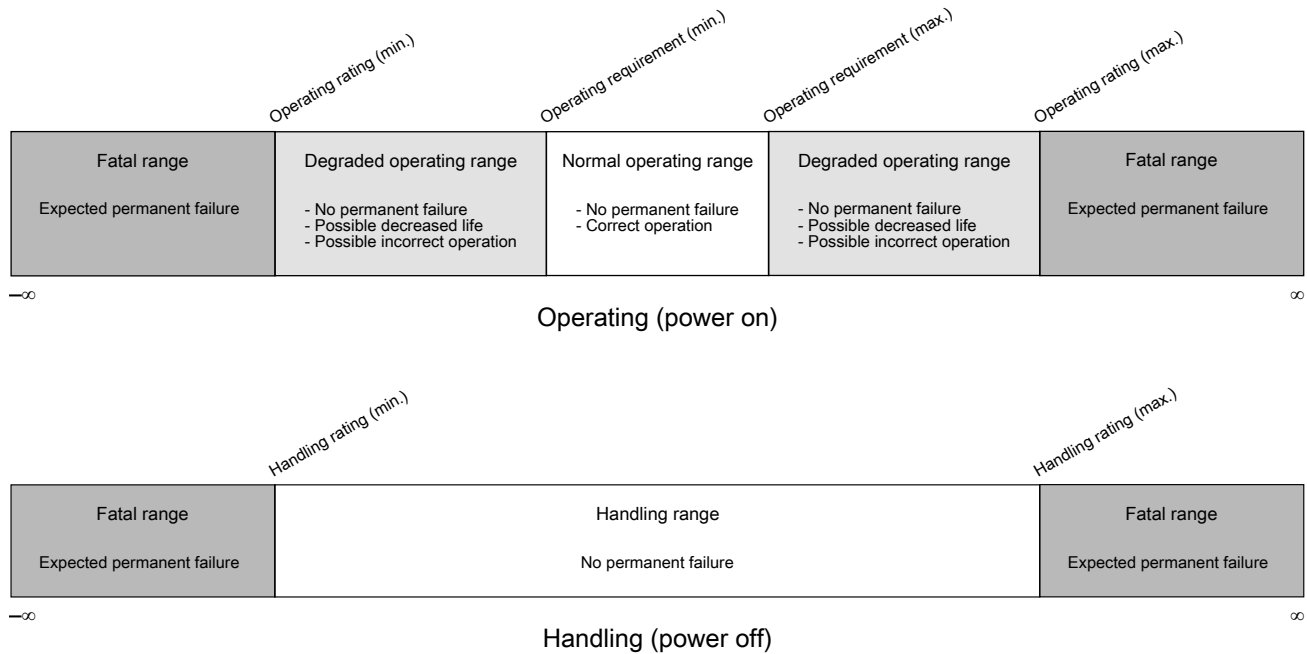 Operating rating (min.)
Operating requirement (min.)
Operating requirement (max.)
Operating rating (max.)
Fatal range
Expected permanent failure
Degraded operating range
- No permanent failure
- Possible decreased life
- Possible incorrect operation
Normal operating range
- No permanent failure
- Correct operation
Degraded operating range
- No permanent failure
- Possible decreased life
- Possible incorrect operation
Fatal range
Expected permanent failure
–∞
∞
Operating (power on)
Handling rating (min.)
Handling rating (max.)
Fatal range
Expected permanent failure
Handling range
No permanent failure
Fatal range
Expected permanent failure
–∞
∞
Handling (power off)